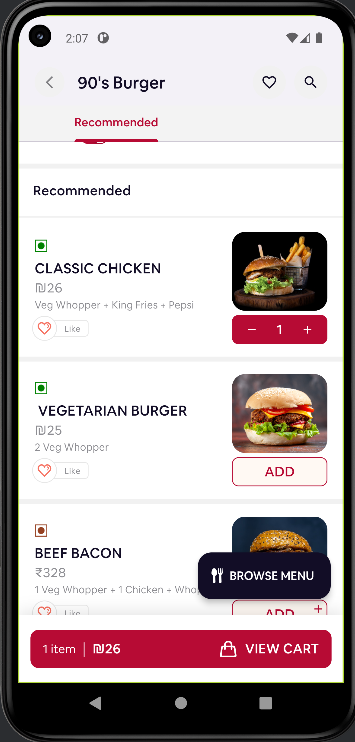 2:07
90's Burger
Recommended
Recommended
CLASSIC CHICKEN
₪26
Veg Whopper + King Fries + Pepsi
Like
− 1 +
VEGETARIAN BURGER
₪25
2 Veg Whopper
Like
ADD
BEEF BACON
₹328
1 Veg Whopper + 1 Chicken + Whop
Like
BROWSE MENU
ADD +
1 item | ₪26
VIEW CART